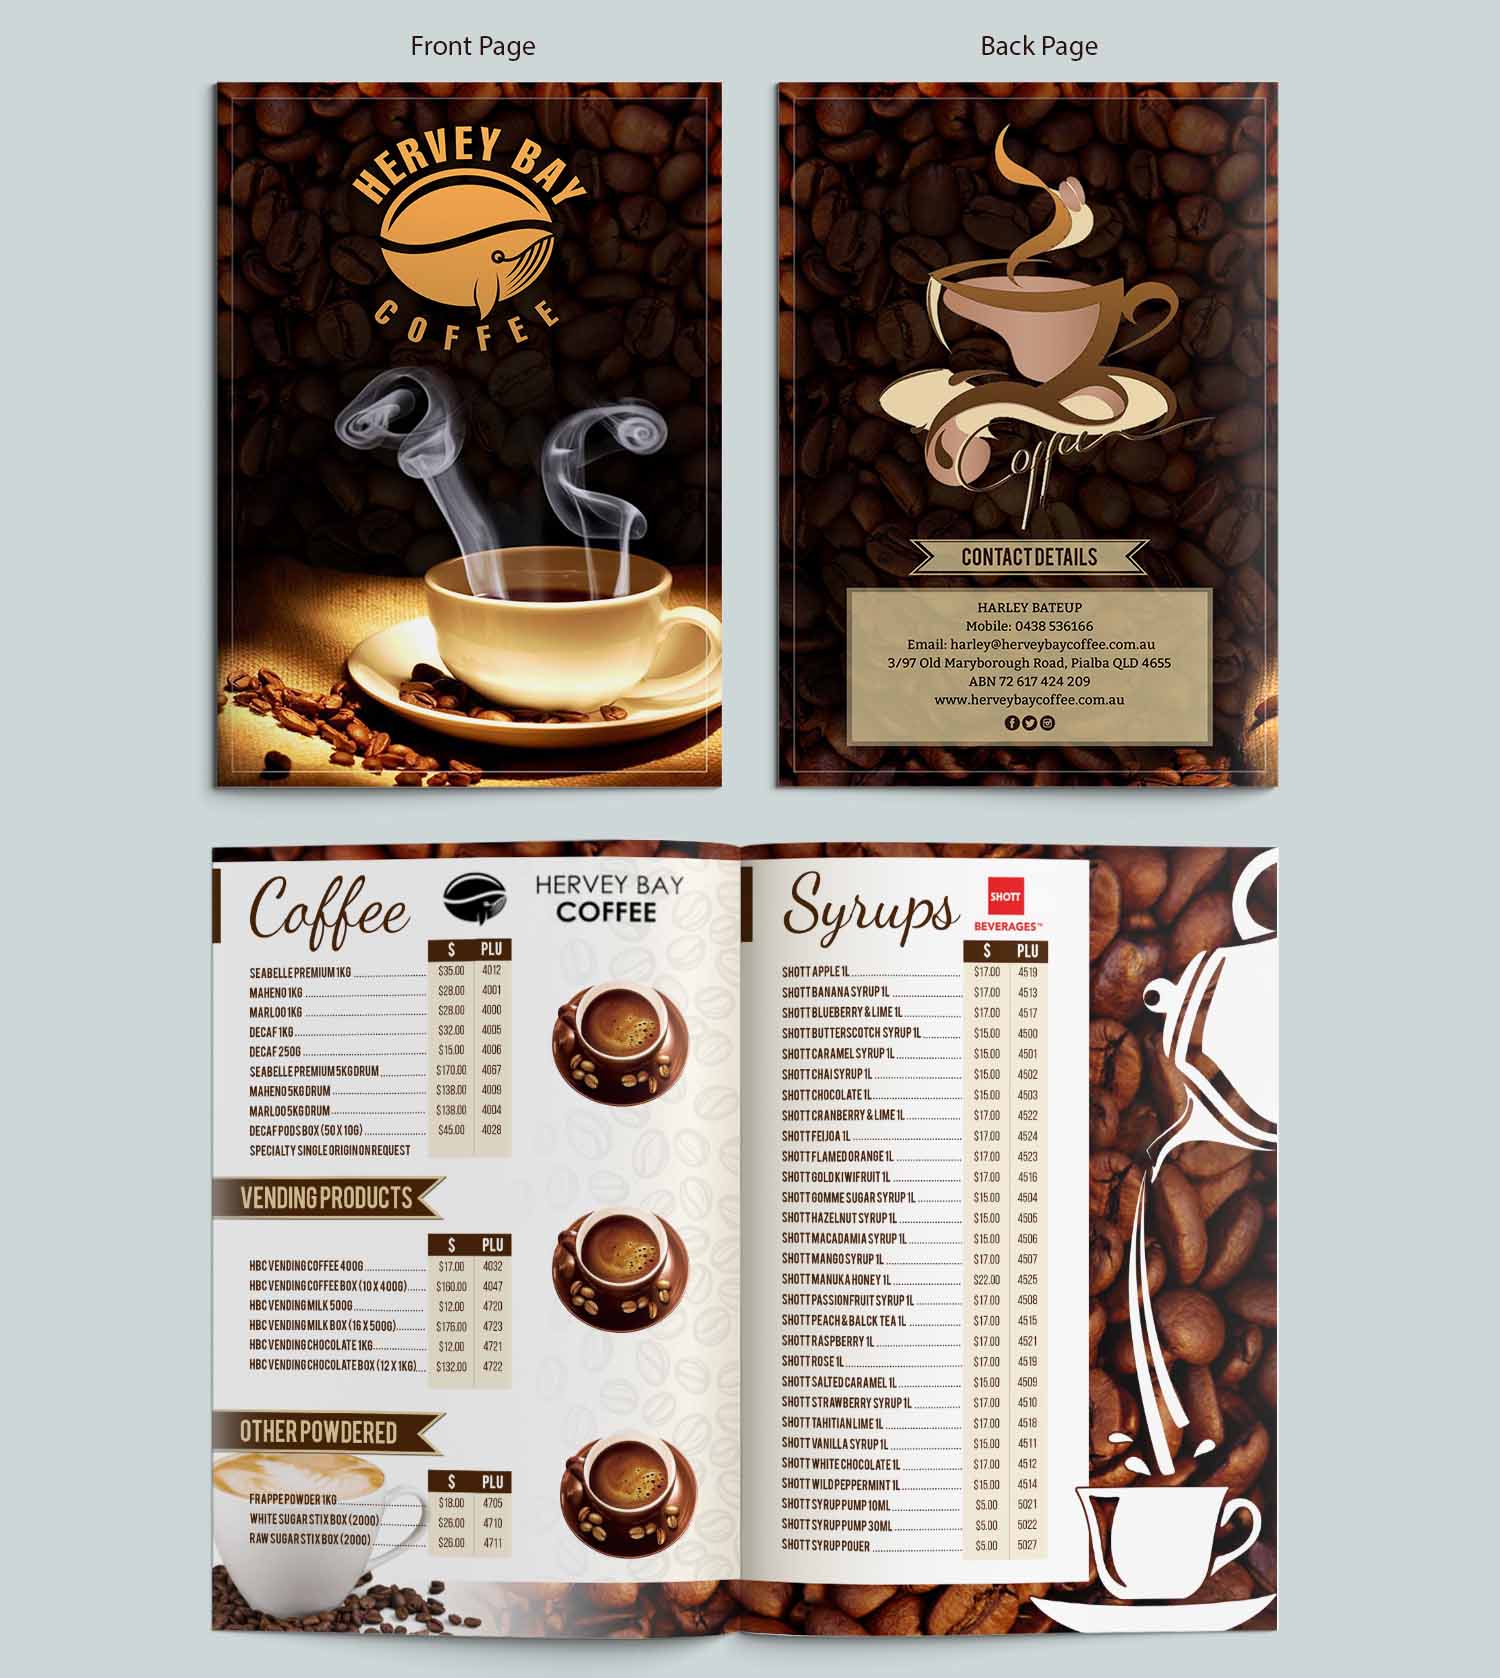 Front Page
Back Page
HERVEY BAY
COFFEE
Coffee
CONTACT DETAILS
HARLEY BATEUP
Mobile: 0438 536166
Email: harley@herveybaycoffee.com.au
3/97 Old Maryborough Road, Pialba QLD 4655
ABN 72 617 424 209
www.herveybaycoffee.com.au
Coffee
HERVEY BAY
COFFEE
$ PLU
SEABELLE PREMIUM 1KG $35.00 4012
MAHENO 1KG $28.00 4001
MARLOO 1KG $28.00 4000
DECAF 1KG $32.00 4005
DECAF 250G $15.00 4006
SEABELLE PREMIUM 5KG DRUM $170.00 4067
MAHENO 5KG DRUM $138.00 4009
MARLOO 5KG DRUM $138.00 4004
DECAF PODS BOX (50 X 10G) $45.00 4028
SPECIALTY SINGLE ORIGIN ON REQUEST
VENDING PRODUCTS
$ PLU
HBC VENDING COFFEE 400G $17.00 4032
HBC VENDING COFFEE BOX (10 X 400G) $160.00 4047
HBC VENDING MILK 500G $12.00 4720
HBC VENDING MILK BOX (16 X 500G) $176.00 4723
HBC VENDING CHOCOLATE 1KG $12.00 4721
HBC VENDING CHOCOLATE BOX (12 X 1KG) $132.00 4722
OTHER POWDERED
$ PLU
FRAPPE POWDER 1KG $18.00 4705
WHITE SUGAR STIX BOX (2000) $26.00 4710
RAW SUGAR STIX BOX (2000) $26.00 4711
Syrups
SHOTT
BEVERAGES™
$ PLU
SHOTT APPLE 1L $17.00 4519
SHOTT BANANA SYRUP 1L $17.00 4513
SHOTT BLUEBERRY & LIME 1L $17.00 4517
SHOTT BUTTERSCOTCH SYRUP 1L $15.00 4500
SHOTT CARAMEL SYRUP 1L $15.00 4501
SHOTT CHAI SYRUP 1L $15.00 4502
SHOTT CHOCOLATE 1L $15.00 4503
SHOTT CRANBERRY & LIME 1L $17.00 4522
SHOTT FEIJOA 1L $17.00 4524
SHOTT FLAMED ORANGE 1L $17.00 4523
SHOTT GOLD KIWIFRUIT 1L $17.00 4516
SHOTT GOMME SUGAR SYRUP 1L $15.00 4504
SHOTT HAZELNUT SYRUP 1L $15.00 4505
SHOTT MACADAMIA SYRUP 1L $15.00 4506
SHOTT MANGO SYRUP 1L $17.00 4507
SHOTT MANUKA HONEY 1L $22.00 4525
SHOTT PASSIONFRUIT SYRUP 1L $17.00 4508
SHOTT PEACH & BALCK TEA 1L $17.00 4515
SHOTT RASPBERRY 1L $17.00 4521
SHOTT ROSE 1L $17.00 4519
SHOTT SALTED CARAMEL 1L $15.00 4509
SHOTT STRAWBERRY SYRUP 1L $17.00 4510
SHOTT TAHITIAN LIME 1L $17.00 4518
SHOTT VANILLA SYRUP 1L $15.00 4511
SHOTT WHITE CHOCOLATE 1L $17.00 4512
SHOTT WILD PEPPERMINT 1L $15.00 4514
SHOTT SYRUP PUMP 10ML $5.00 5021
SHOTT SYRUP PUMP 30ML $5.00 5022
SHOTT SYRUP POUER $5.00 5027